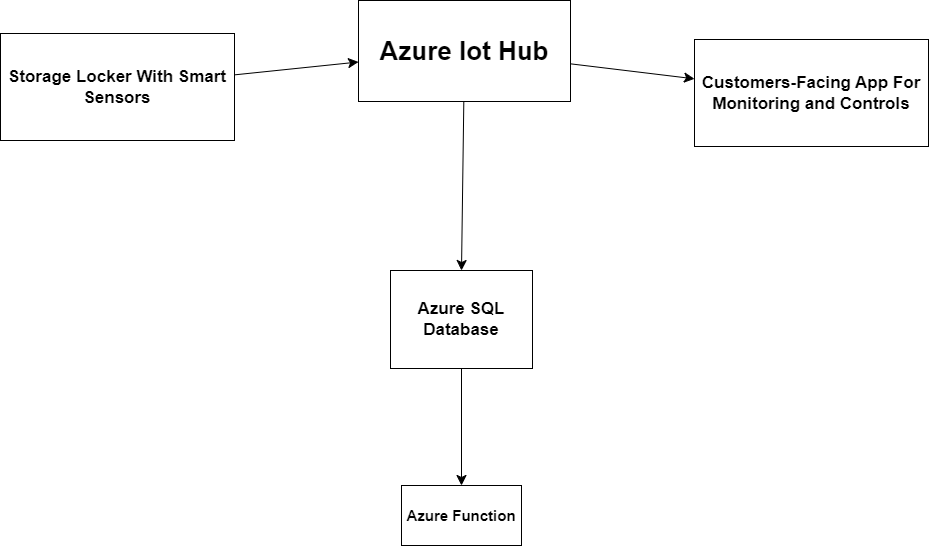 Azure Iot Hub
Storage Locker With Smart
Sensors
Customers-Facing App For
Monitoring and Controls
Azure SQL
Database
Azure Function